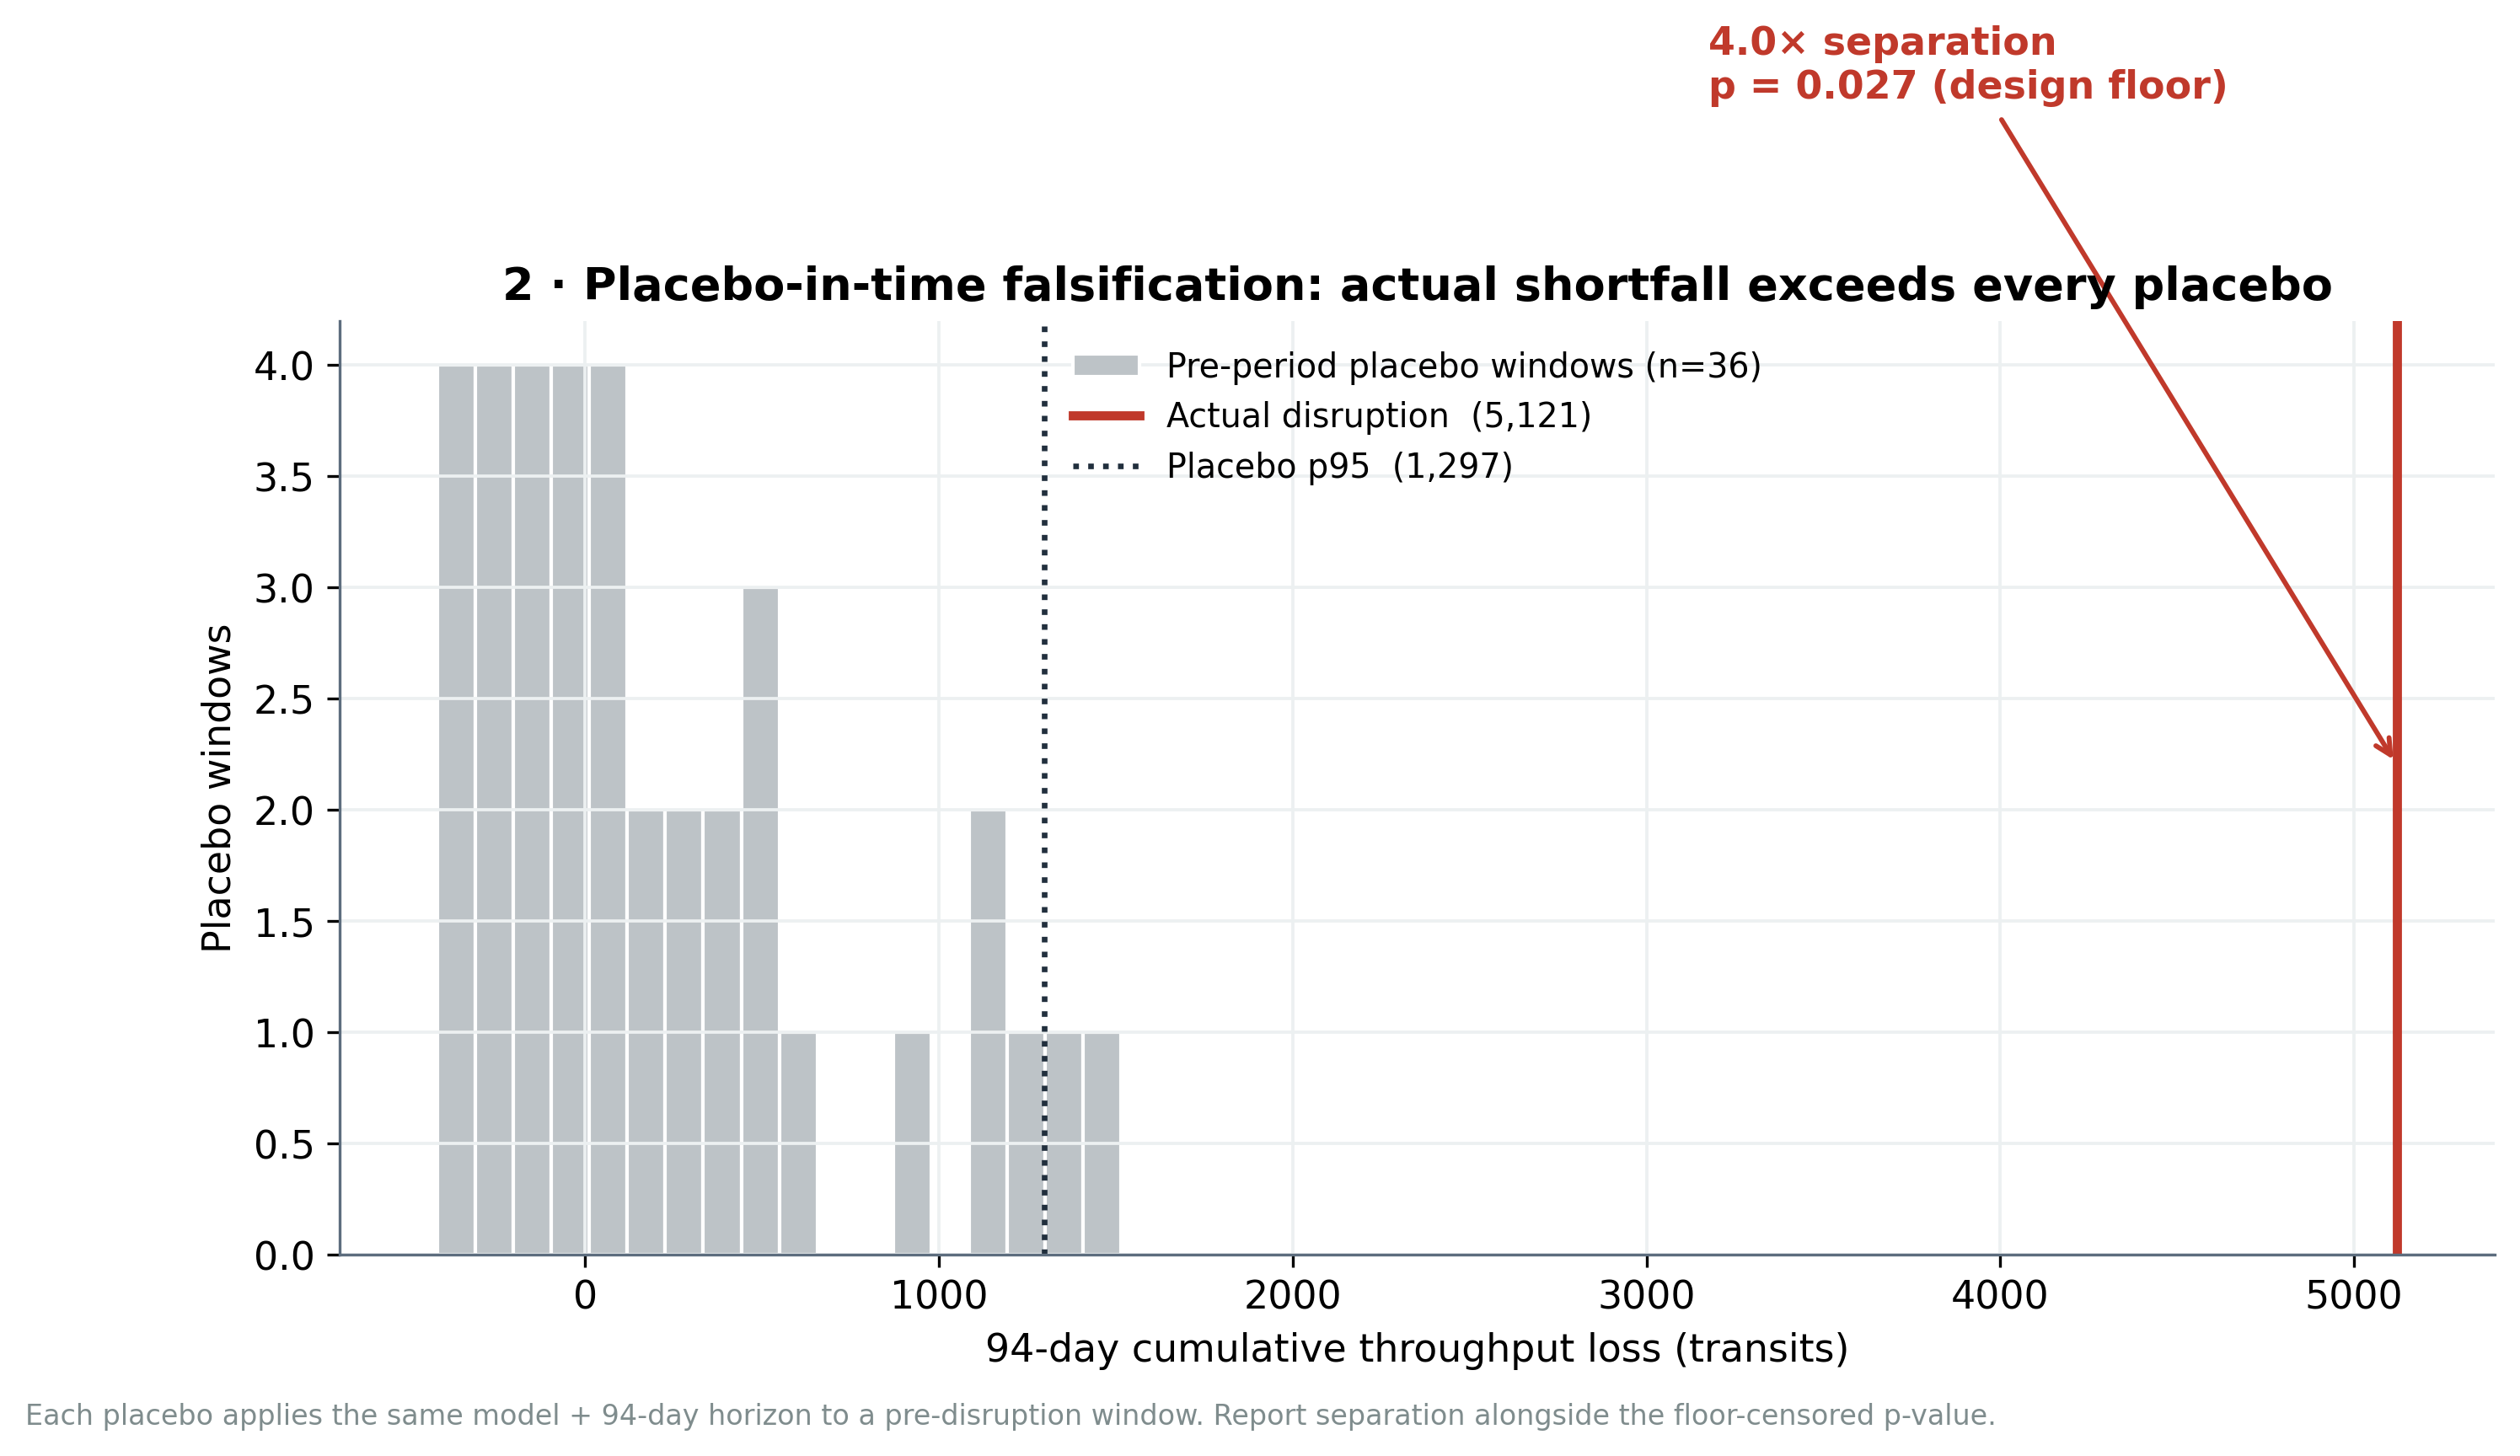 4.0× separation
p = 0.027 (design floor)
2 · Placebo-in-time falsification: actual shortfall exceeds every placebo
Pre-period placebo windows (n=36)
Actual disruption (5,121)
Placebo p95 (1,297)
Placebo windows
4.0
3.5
3.0
2.5
2.0
1.5
1.0
0.5
0.0
0 1000 2000 3000 4000 5000
94-day cumulative throughput loss (transits)
Each placebo applies the same model + 94-day horizon to a pre-disruption window. Report separation alongside the floor-censored p-value.